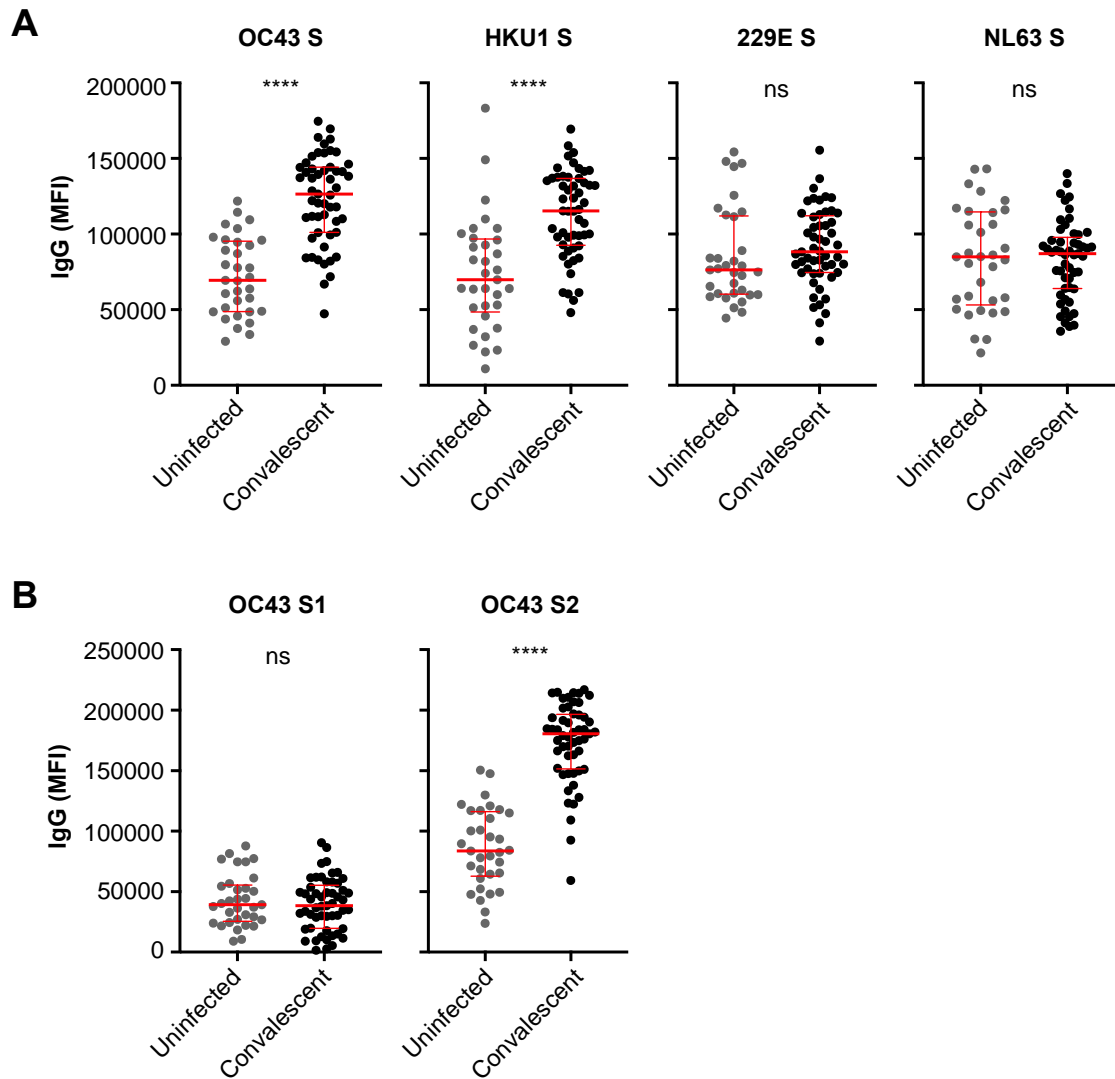 A
OC43 S
HKU1 S
229E S
NL63 S
IgG (MFI)
200000
150000
100000
50000
0
****
****
ns
ns
Uninfected
Convalescent
Uninfected
Convalescent
Uninfected
Convalescent
Uninfected
Convalescent
B
OC43 S1
OC43 S2
IgG (MFI)
250000
200000
150000
100000
50000
0
ns
****
Uninfected
Convalescent
Uninfected
Convalescent